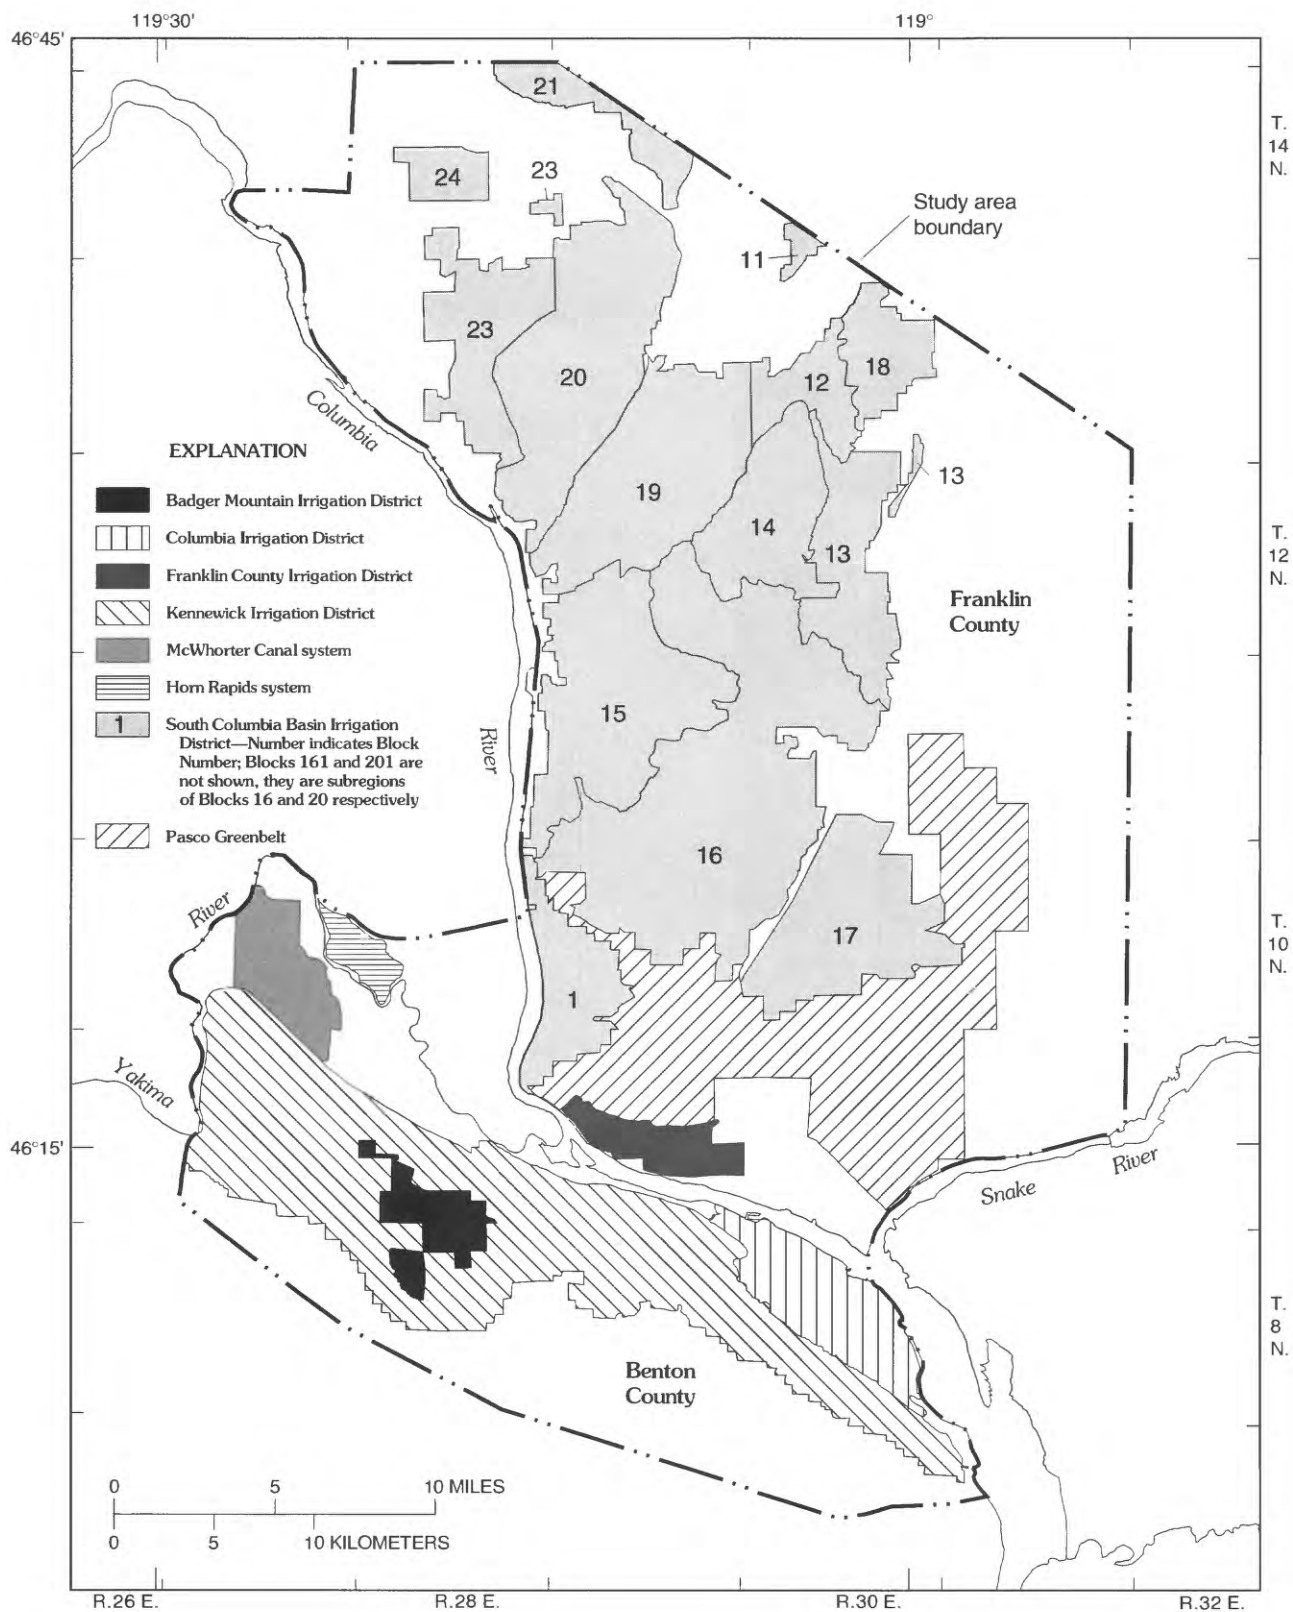 119°30'
119°
46°45'
21
T.
14
N.
24
23
Study area
boundary
11
23
20
12
18
Columbia
EXPLANATION
Badger Mountain Irrigation District
Columbia Irrigation District
Franklin County Irrigation District
Kennewick Irrigation District
McWhorter Canal system
Horn Rapids system
1
South Columbia Basin Irrigation
District—Number indicates Block
Number; Blocks 161 and 201 are
not shown, they are subregions
of Blocks 16 and 20 respectively
Pasco Greenbelt
19
14
13
13
T.
12
N.
Franklin
County
15
River
16
River
17
T.
10
N.
1
Yakima
46°15'
River
Snake
T.
8
N.
Benton
County
0
5
10 MILES
0
5
10 KILOMETERS
R.26 E.
R.28 E.
R.30 E.
R.32 E.